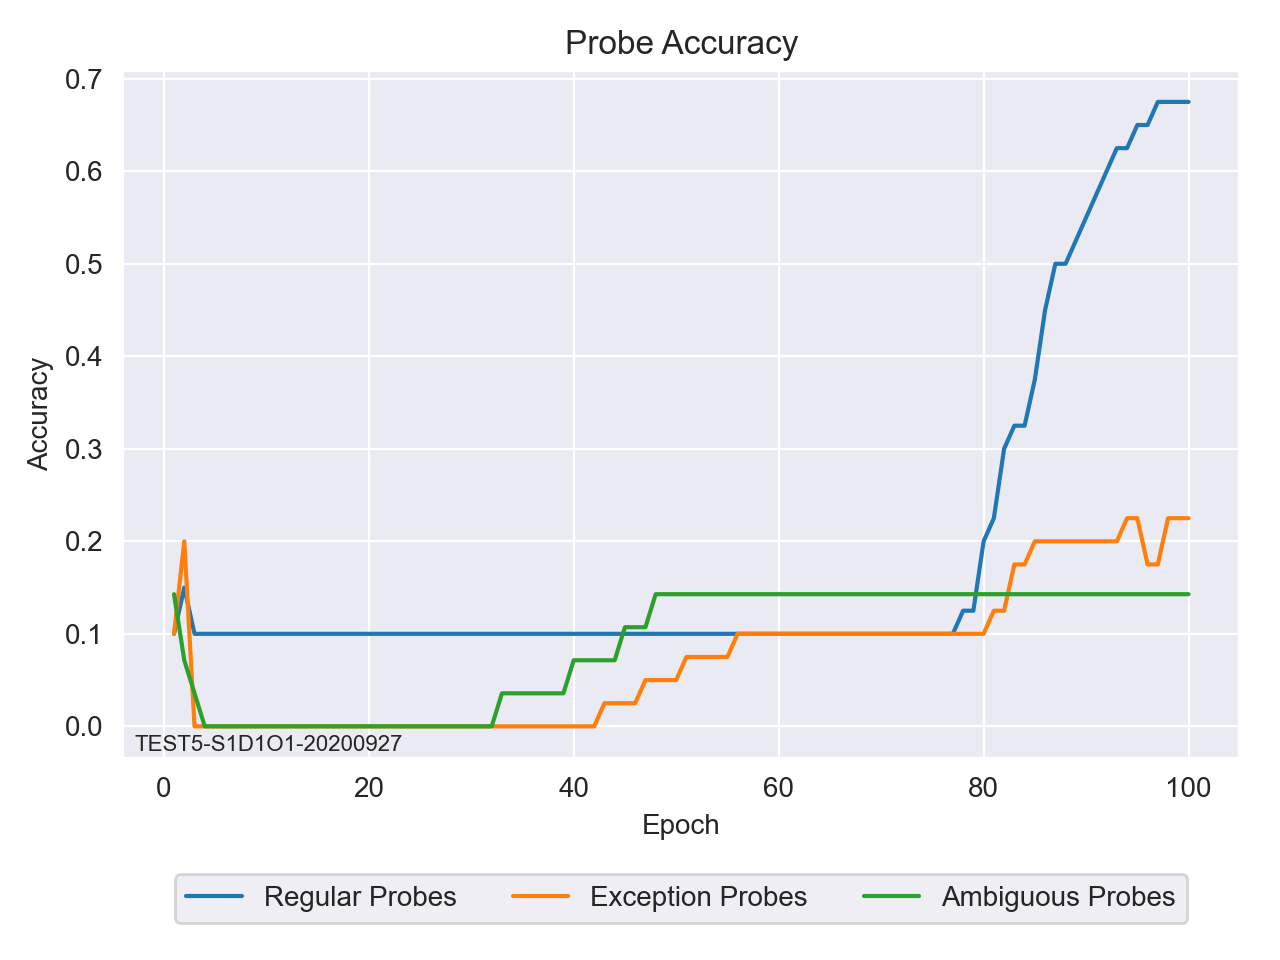 Probe Accuracy
0.7
0.6
0.5
0.4
0.3
0.2
0.1
0.0
Accuracy
TEST5-S1D1O1-20200927
0 20 40 60 80 100
Epoch
Regular Probes Exception Probes Ambiguous Probes